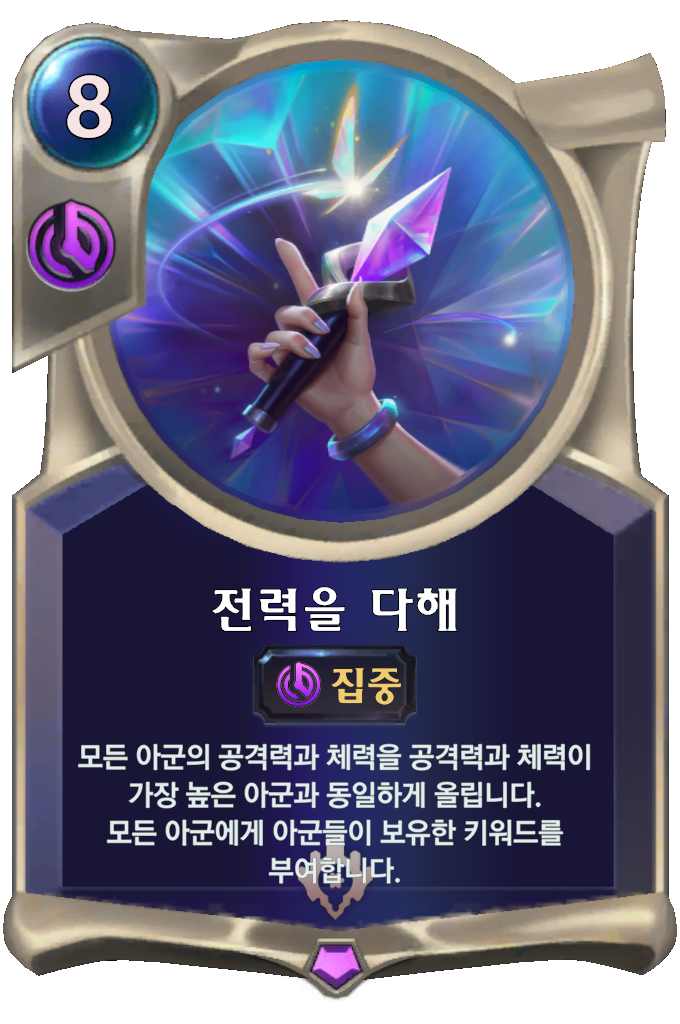 8
전력을 다해
집중
모든 아군의 공격력과 체력을 공격력과 체력이
가장 높은 아군과 동일하게 올립니다.
모든 아군에게 아군들이 보유한 키워드를
부여합니다.